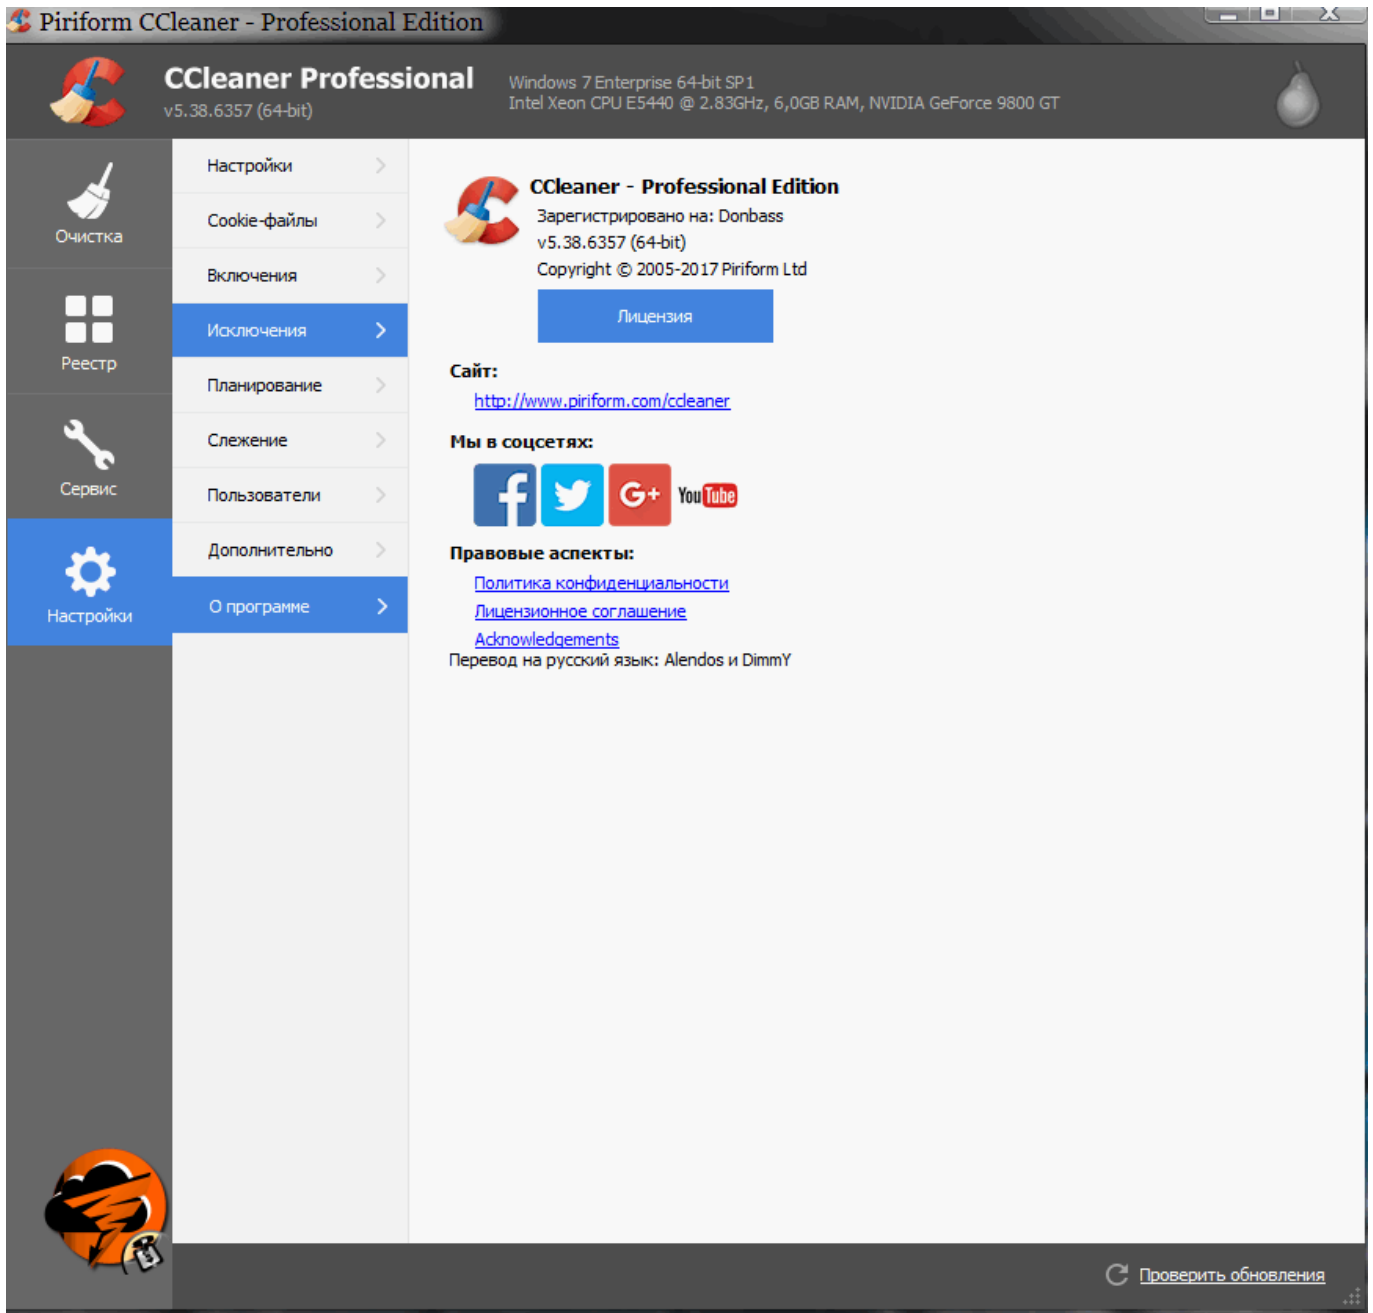 Piriform CCleaner - Professional Edition
CCleaner Professional
v5.38.6357 (64-bit)
Windows 7 Enterprise 64-bit SP1
Intel Xeon CPU E5440 @ 2.83GHz, 6,0GB RAM, NVIDIA GeForce 9800 GT
Очистка
Реестр
Сервис
Настройки
Настройки
Cookie-файлы
Включения
Исключения
Планирование
Слежение
Пользователи
Дополнительно
О программе
CCleaner - Professional Edition
Зарегистрировано на: Donbass
v5.38.6357 (64-bit)
Copyright © 2005-2017 Piriform Ltd
Лицензия
Сайт:
http://www.piriform.com/ccleaner
Мы в соцсетях:
f
G+
You Tube
Правовые аспекты:
Политика конфиденциальности
Лицензионное соглашение
Acknowledgements
Перевод на русский язык: Alendos и DimmY
Проверить обновления